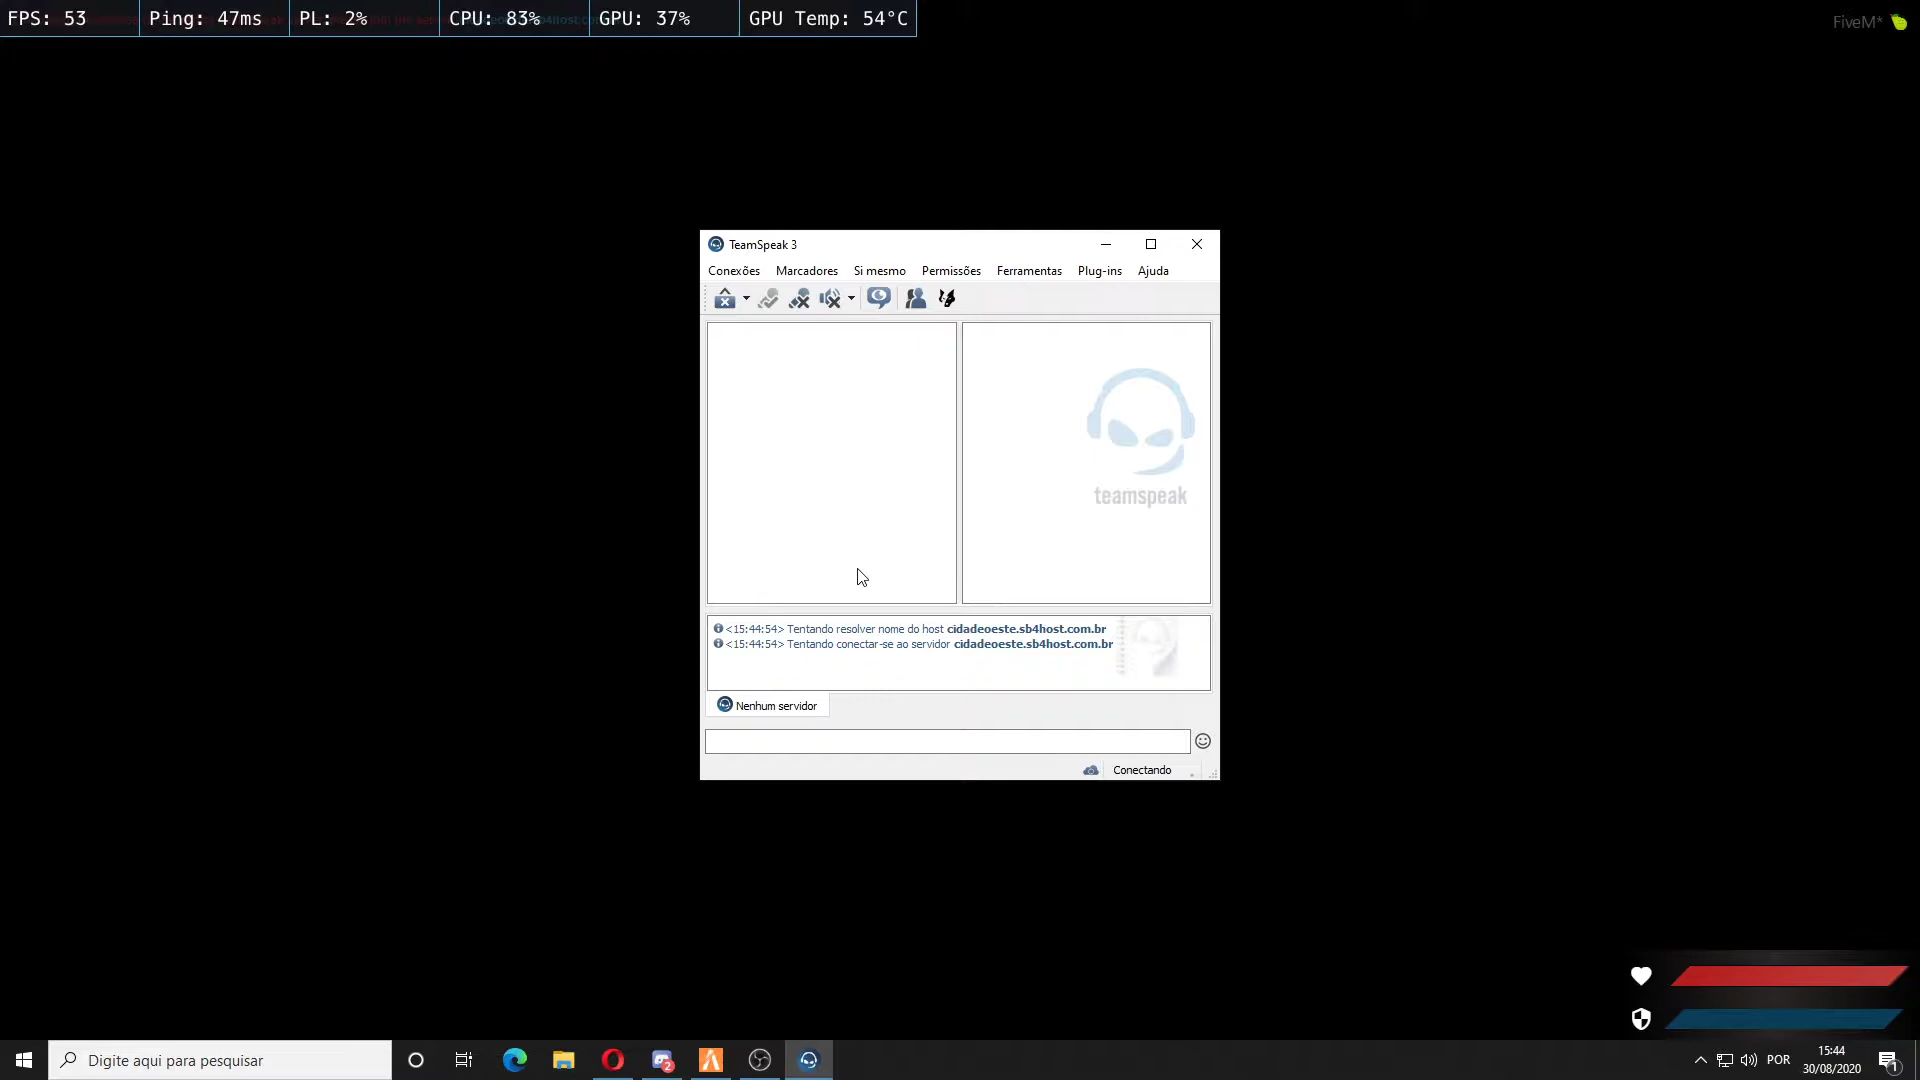 FPS: 53 Ping: 47ms PL: 2% CPU: 83% GPU: 37% GPU Temp: 54°C
FiveM*
TeamSpeak 3
Conexões Marcadores Si mesmo Permissões Ferramentas Plug-ins Ajuda
teamspeak
<15:44:54> Tentando resolver nome do host cidadeoeste.sb4host.com.br
<15:44:54> Tentando conectar-se ao servidor cidadeoeste.sb4host.com.br
Nenhum servidor
Conectando
Digite aqui para pesquisar
2
POR
15:44
30/08/2020
1